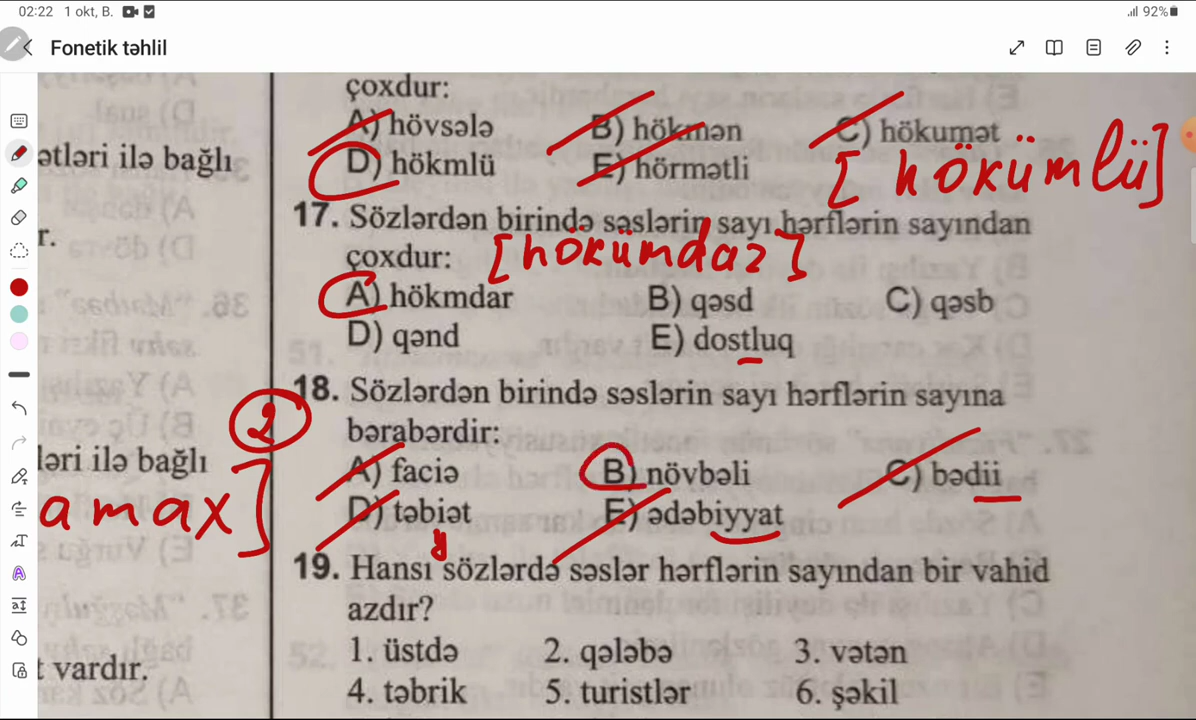 02:22 1 okt, B. 92%
Fonetik təhlil
çoxdur:
A) hövsələ B) hökmən C) hökumət
ətləri ilə bağlı
D) hökmlü E) hörmətli
[hökümlü]
r.
17. Sözlərdən birində səslərin sayı hərflərin sayından
çoxdur: [hökümdar]
A) hökmdar B) qəsd C) qəsb
D) qənd E) dostluq
18. Sözlərdən birində səslərin sayı hərflərin sayına
2
bərabərdir:
ləri ilə bağlı
A) faciə B) növbəli C) bədii
amax]
D) təbiət E) ədəbiyyat
y
19. Hansı sözlərdə səslər hərflərin sayından bir vahid
azdır?
1. üstdə 2. qələbə 3. vətən
t vardır.
4. təbrik 5. turistlər 6. şəkil